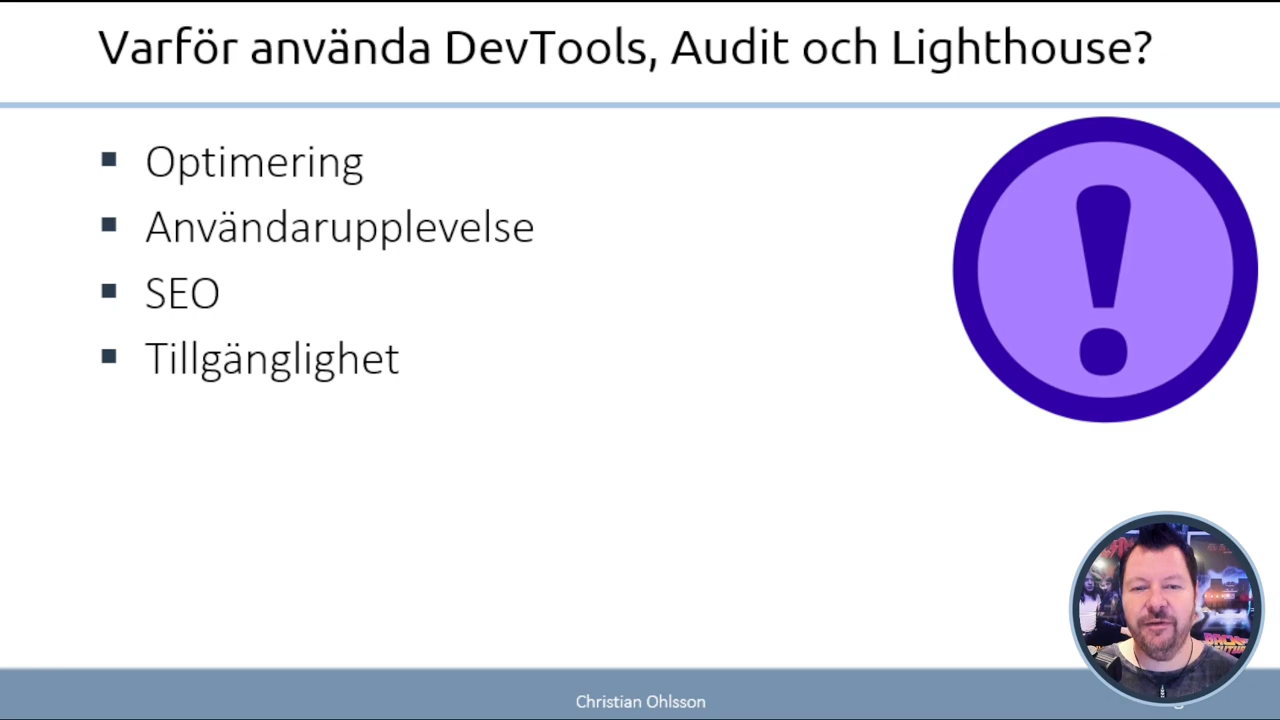 Varför använda DevTools, Audit och Lighthouse?
Optimering
Användarupplevelse
SEO
Tillgänglighet
Christian Ohlsson